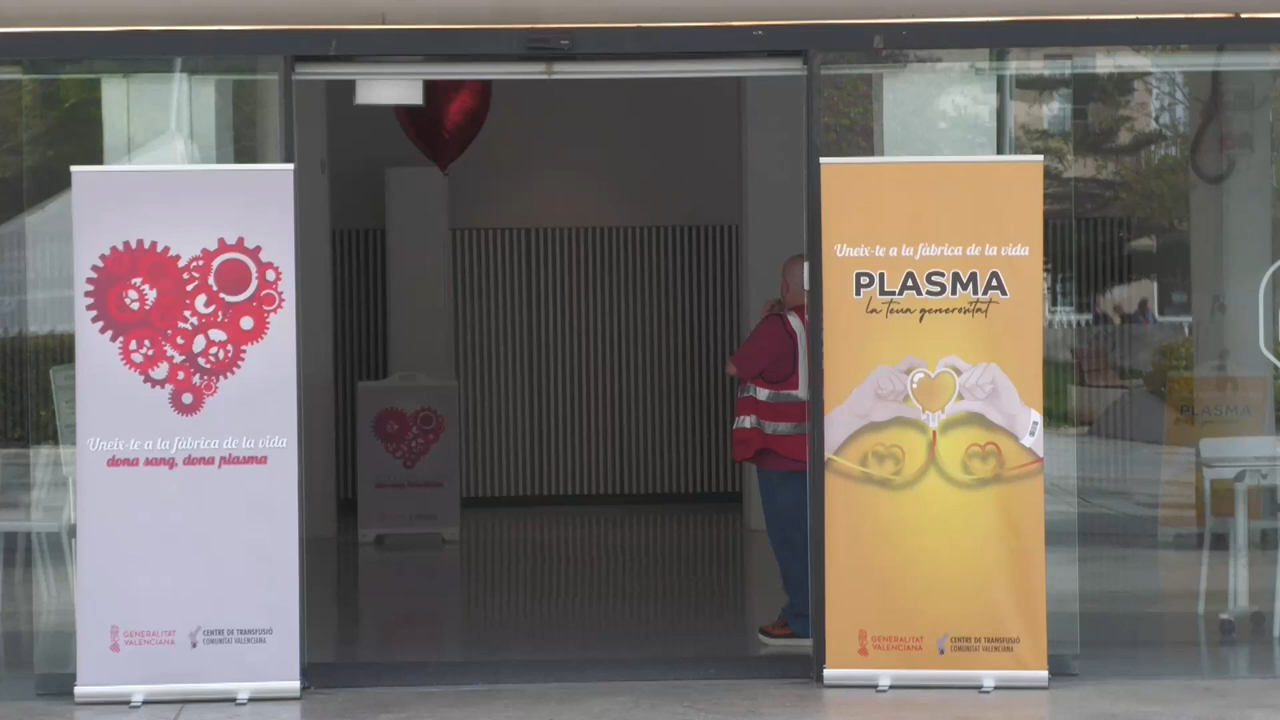 Uneix-te a la fàbrica de la vida
dona sang, dona plasma
GENERALITAT
VALENCIANA
CENTRE DE TRANSFUSIÓ
COMUNITAT VALENCIANA
Uneix-te a la fàbrica de la vida
PLASMA
la teua generositat
GENERALITAT
VALENCIANA
CENTRE DE TRANSFUSIÓ
COMUNITAT VALENCIANA
PLASMA